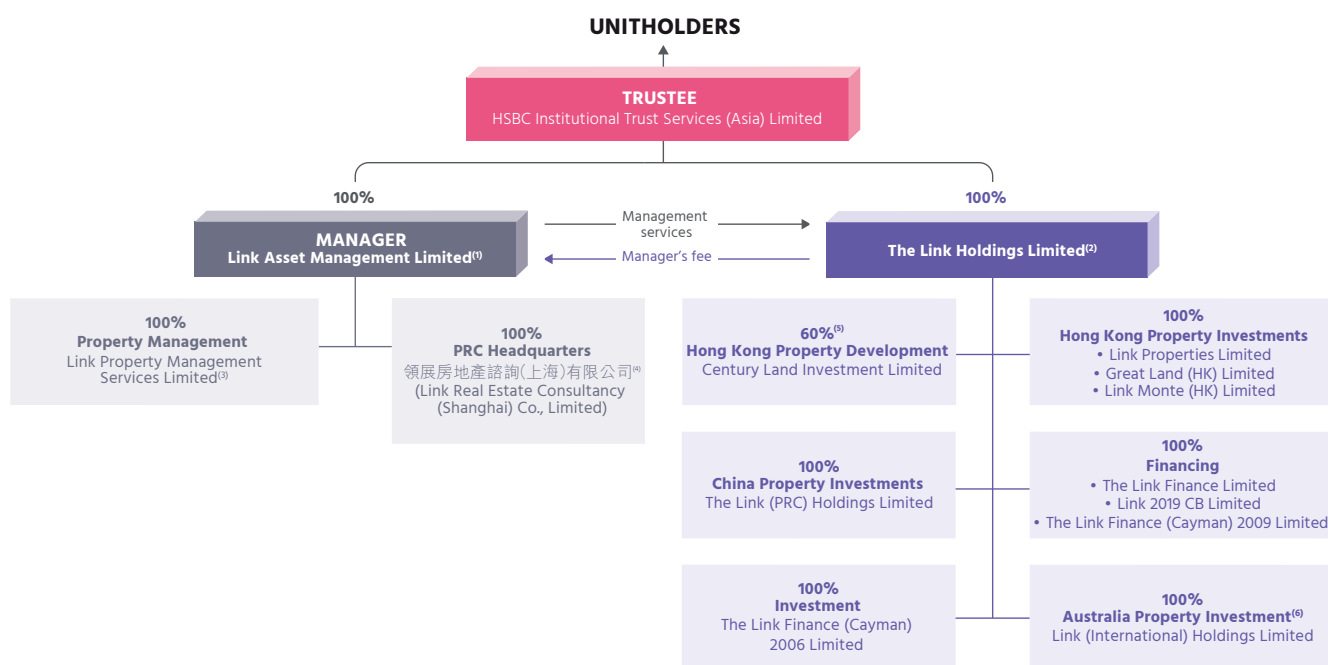 UNITHOLDERS
TRUSTEE
HSBC Institutional Trust Services (Asia) Limited
100%
100%
MANAGER
Link Asset Management Limited(1)
Management
services
Manager's fee
The Link Holdings Limited(2)
100%
Property Management
Link Property Management
Services Limited(3)
100%
PRC Headquarters
領展房地產諮詢(上海)有限公司(4)
(Link Real Estate Consultancy
(Shanghai) Co., Limited)
60%(5)
Hong Kong Property Development
Century Land Investment Limited
100%
Hong Kong Property Investments
• Link Properties Limited
• Great Land (HK) Limited
• Link Monte (HK) Limited
100%
China Property Investments
The Link (PRC) Holdings Limited
100%
Financing
• The Link Finance Limited
• Link 2019 CB Limited
• The Link Finance (Cayman) 2009 Limited
100%
Investment
The Link Finance (Cayman)
2006 Limited
100%
Australia Property Investment(6)
Link (International) Holdings Limited